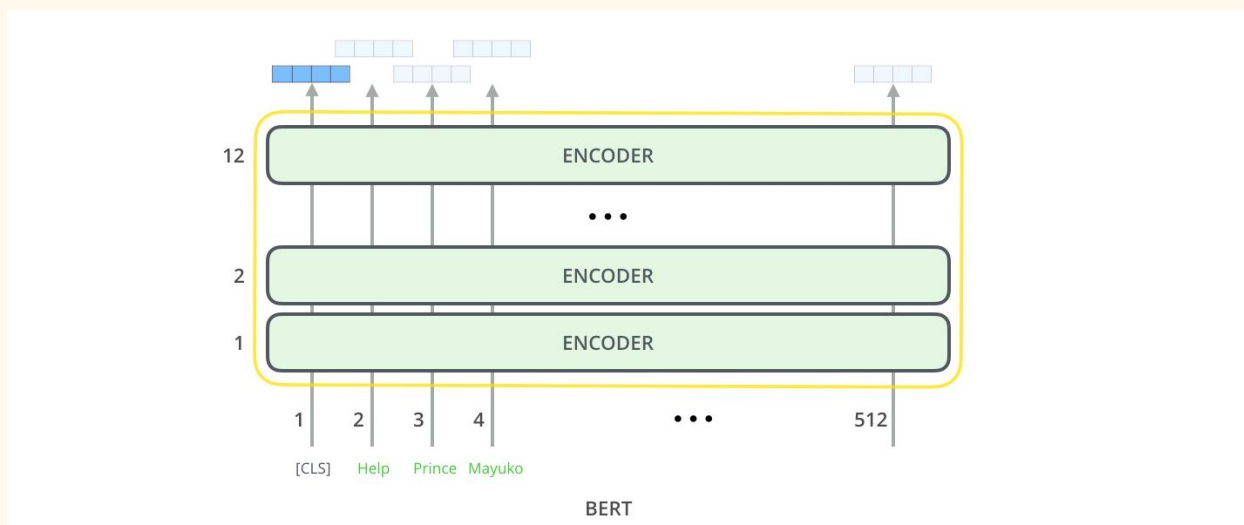 12 ENCODER
...
2 ENCODER
1 ENCODER
1 2 3 4 ... 512
[CLS] Help Prince Mayuko
BERT